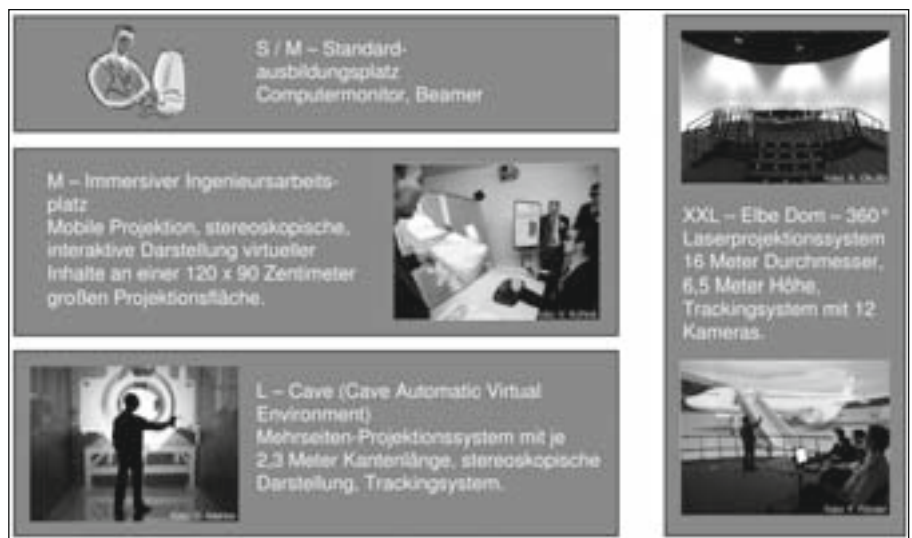 S / M – Standard-
ausbildungsplatz
Computermonitor, Beamer
M – Immersiver Ingenieursarbeits-
platz
Mobile Projektion, stereoskopische,
interaktive Darstellung virtueller
Inhalte an einer 120 x 90 Zentimeter
großen Projektionsfläche.
L – Cave (Cave Automatic Virtual
Environment)
Mehrseiten-Projektionssystem mit je
2,3 Meter Kantenlänge, stereoskopische
Darstellung, Trackingsystem.
XXL – Elbe Dom – 360°
Laserprojektionssystem
16 Meter Durchmesser,
6,5 Meter Höhe,
Trackingsystem mit 12
Kameras.